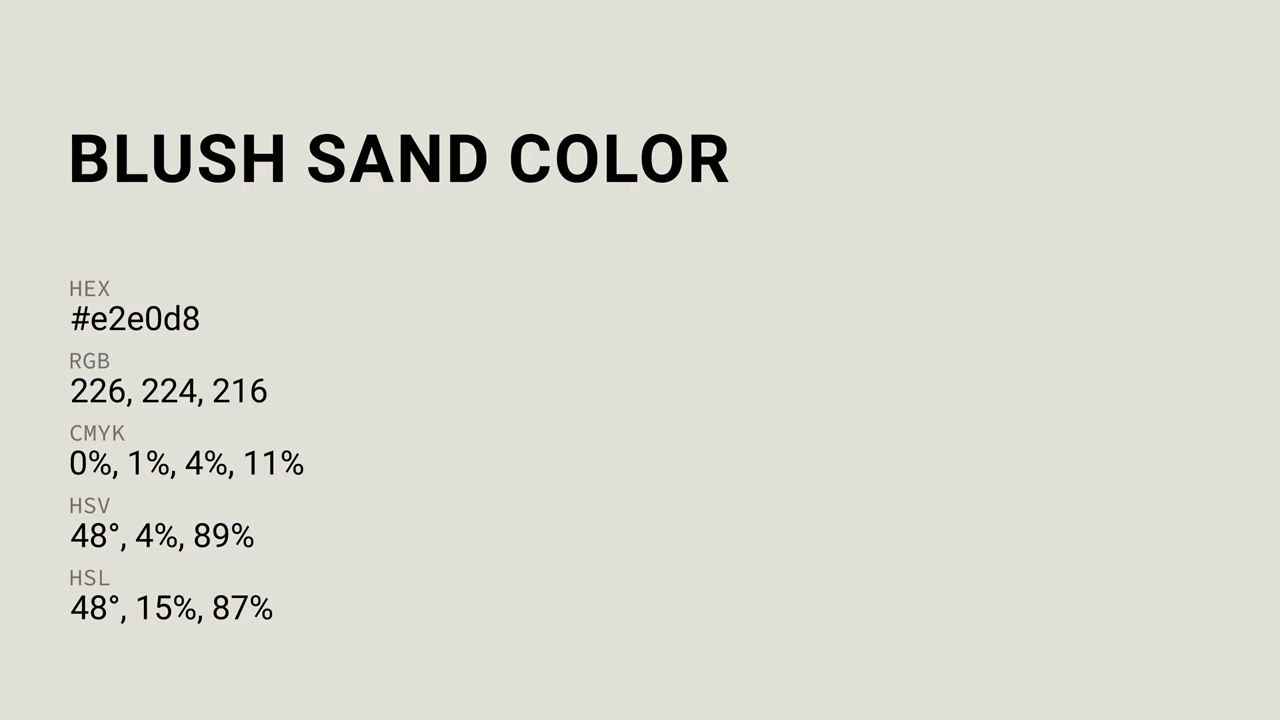 BLUSH SAND COLOR
HEX
#e2e0d8
RGB
226, 224, 216
CMYK
0%, 1%, 4%, 11%
HSV
48°, 4%, 89%
HSL
48°, 15%, 87%